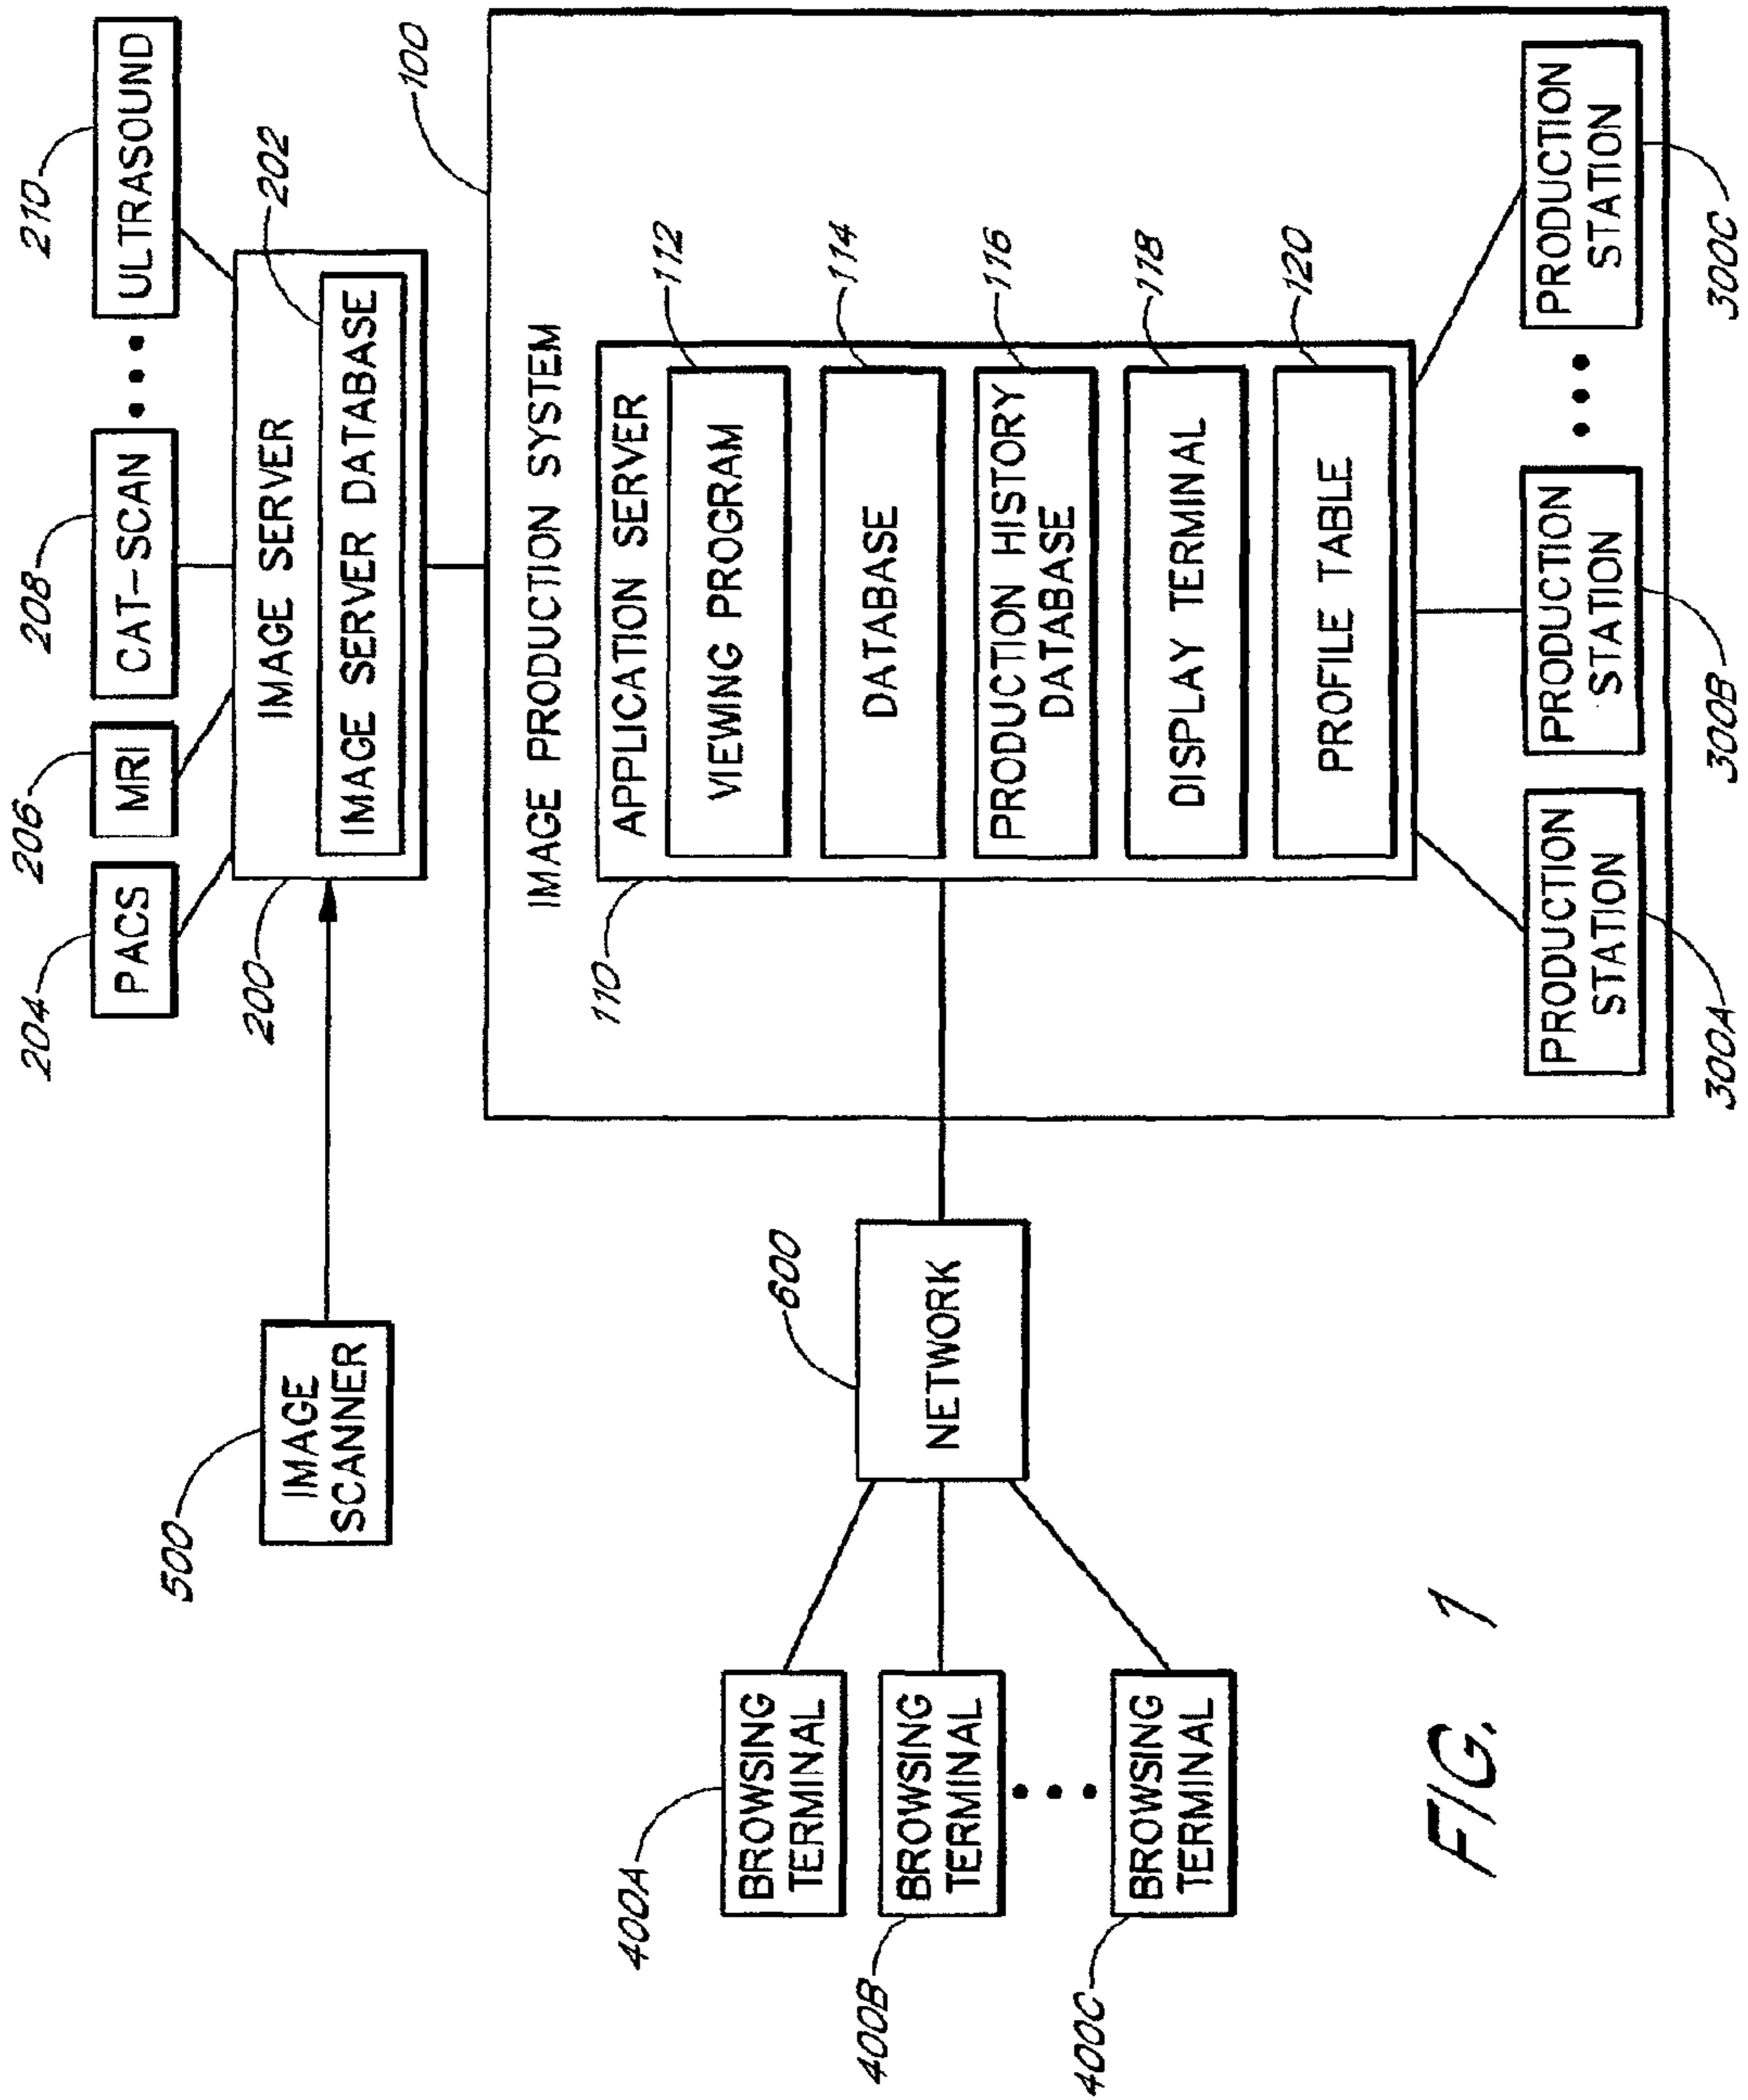 204
PACS
206
MRI
208
CAT-SCAN
210
ULTRASOUND
500
IMAGE
SCANNER
200
IMAGE SERVER
202
IMAGE SERVER DATABASE
100
IMAGE PRODUCTION SYSTEM
110
APPLICATION SERVER
112
VIEWING PROGRAM
114
DATABASE
116
PRODUCTION HISTORY
DATABASE
118
DISPLAY TERMINAL
120
PROFILE TABLE
600
NETWORK
400A
BROWSING
TERMINAL
400B
BROWSING
TERMINAL
400C
BROWSING
TERMINAL
PRODUCTION
STATION
300A
PRODUCTION
STATION
300B
PRODUCTION
STATION
300C
FIG. 1